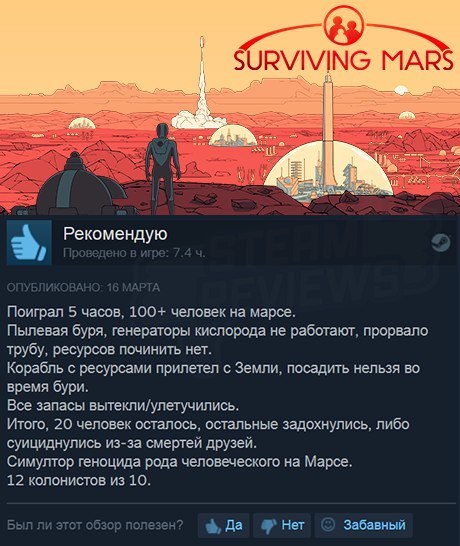 SURVIVING MARS
STEAM
REVIEWS
Рекомендую
Проведено в игре: 7.4 ч.
ОПУБЛИКОВАНО: 16 МАРТА
Поиграл 5 часов, 100+ человек на марсе.
Пылевая буря, генераторы кислорода не работают, прорвало
трубу, ресурсов починить нет.
Корабль с ресурсами прилетел с Земли, посадить нельзя во
время бури.
Все запасы вытекли/улетучились.
Итого, 20 человек осталось, остальные задохнулись, либо
суициднулись из-за смертей друзей.
Симултор геноцида рода человеческого на Марсе.
12 колонистов из 10.
Был ли этот обзор полезен? Да Нет Забавный